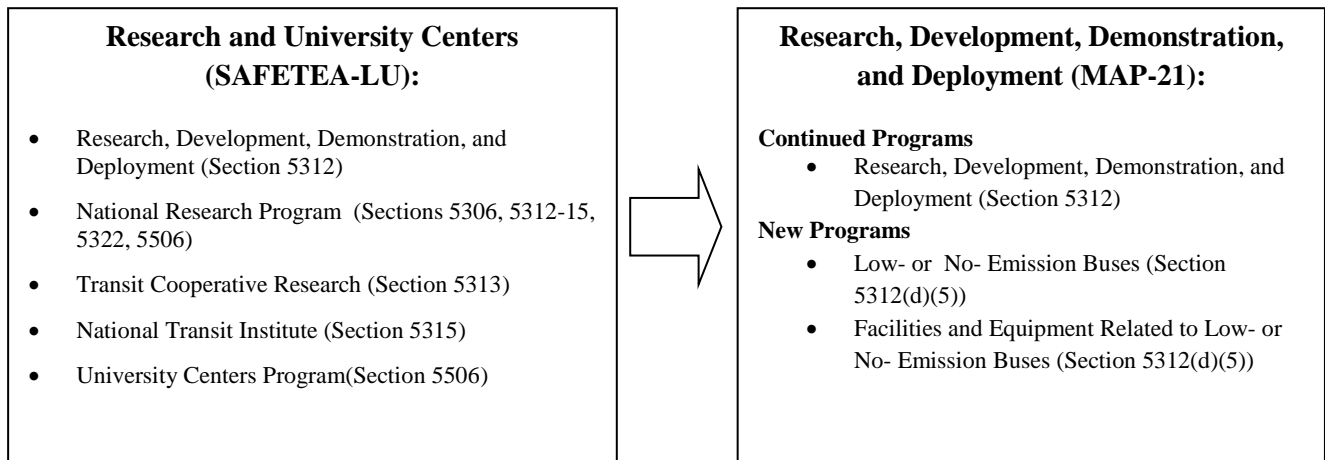 Research and University Centers
(SAFETEA-LU):
• Research, Development, Demonstration, and
Deployment (Section 5312)
• National Research Program (Sections 5306, 5312-15,
5322, 5506)
• Transit Cooperative Research (Section 5313)
• National Transit Institute (Section 5315)
• University Centers Program(Section 5506)
Research, Development, Demonstration,
and Deployment (MAP-21):
Continued Programs
• Research, Development, Demonstration, and
Deployment (Section 5312)
New Programs
• Low- or No- Emission Buses (Section
5312(d)(5))
• Facilities and Equipment Related to Low- or
No- Emission Buses (Section 5312(d)(5))